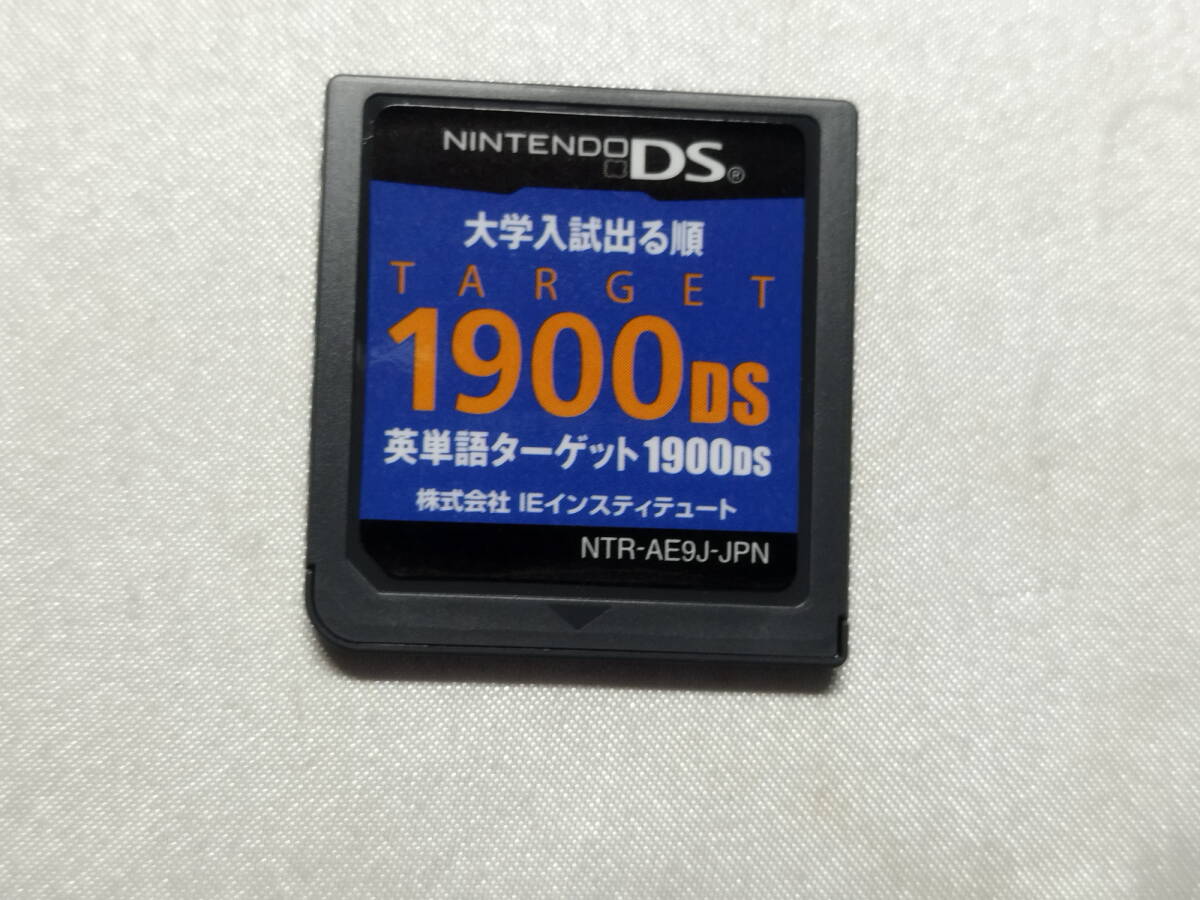 NINTENDO DS®
大学入試出る順
TARGET
1900DS
英単語ターゲット1900DS
株式会社 IEインスティテュート
NTR-AE9J-JPN